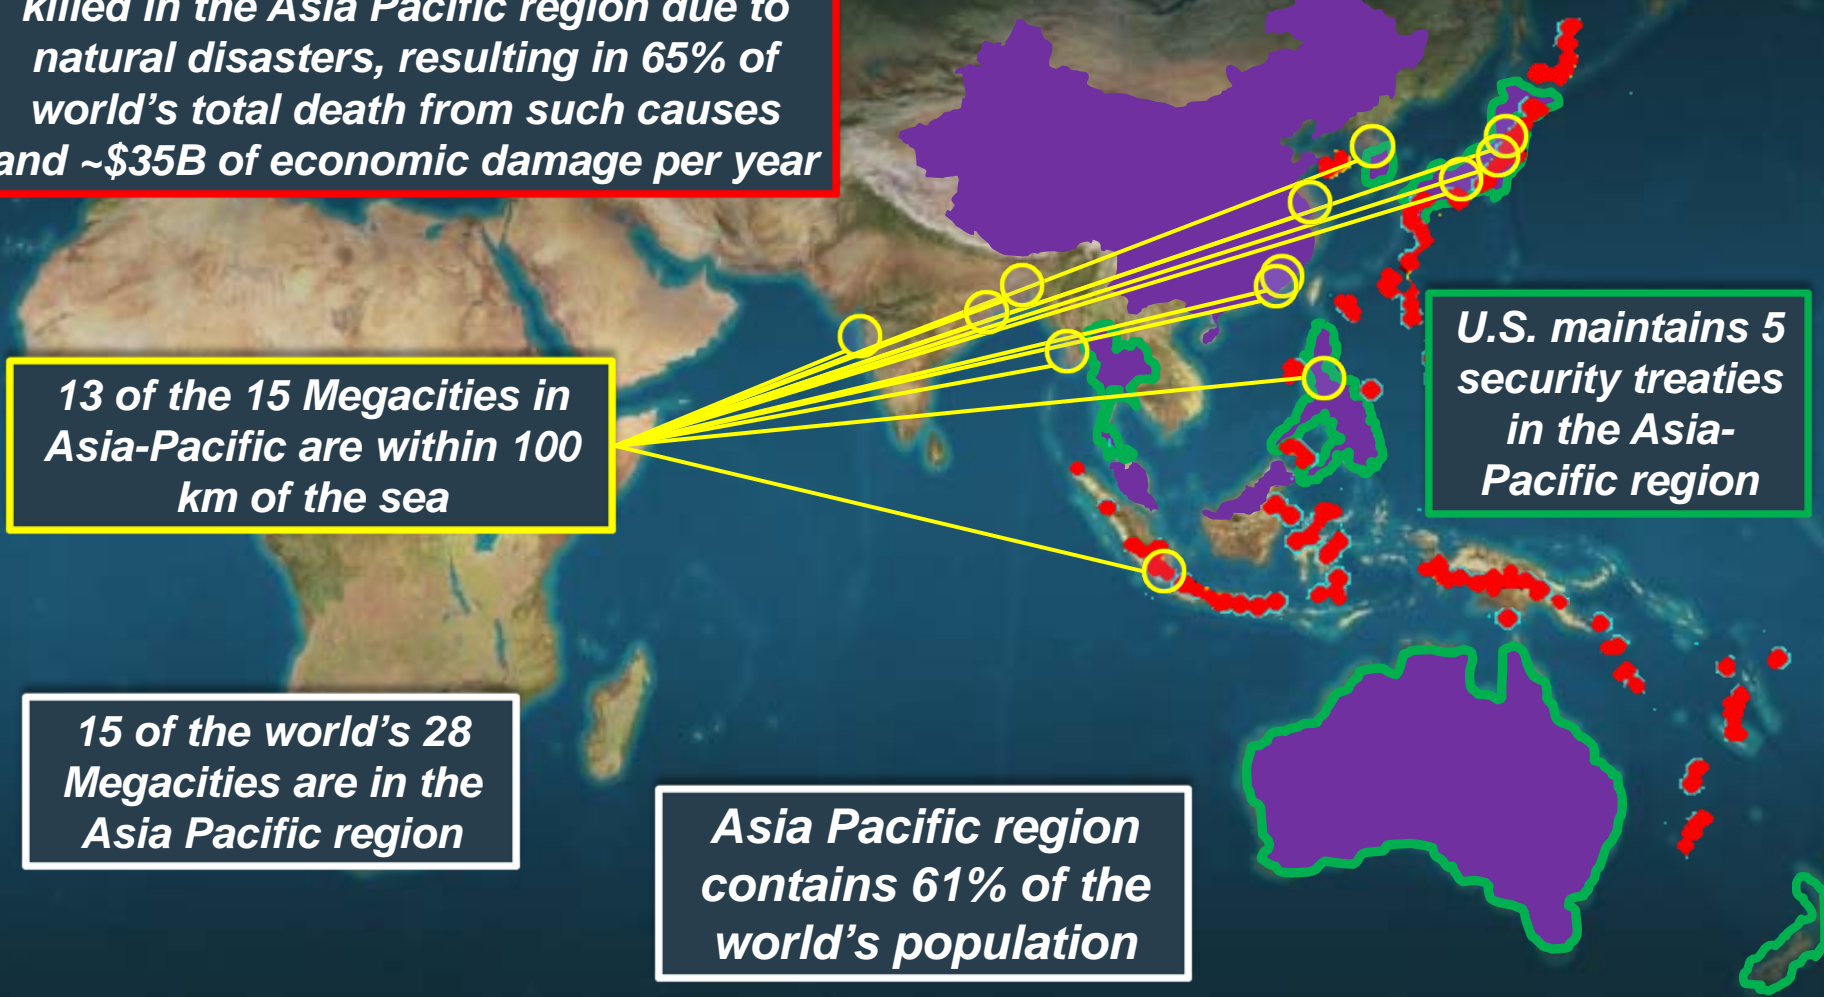 killed in the Asia Pacific region due to
natural disasters, resulting in 65% of
world's total death from such causes
and ~$35B of economic damage per year
U.S. maintains 5
security treaties
in the Asia-
Pacific region
13 of the 15 Megacities in
Asia-Pacific are within 100
km of the sea
15 of the world's 28
Megacities are in the
Asia Pacific region
Asia Pacific region
contains 61% of the
world's population